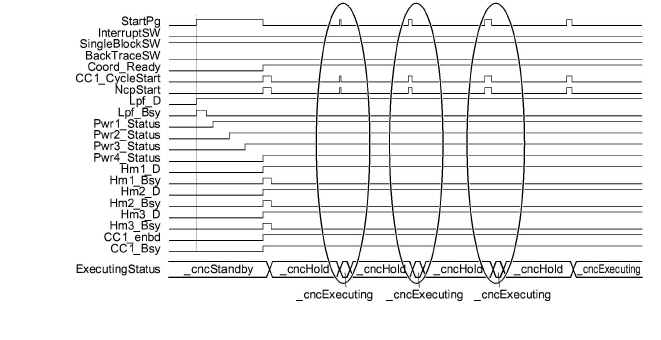 StartPg
InterruptSW
SingleBlockSW
BackTraceSW
Coord_Ready
CC1_CycleStart
NcpStart
Lpf_D
Lpf_Bsy
Pwr1_Status
Pwr2_Status
Pwr3_Status
Pwr4_Status
Hm1_D
Hm1_Bsy
Hm2_D
Hm2_Bsy
Hm3_D
Hm3_Bsy
CC1_enbd
CC1_Bsy
ExecutingStatus _cncStandby _cncHold _cncHold _cncHold _cncHold _cncExecuting
_cncExecuting _cncExecuting _cncExecuting